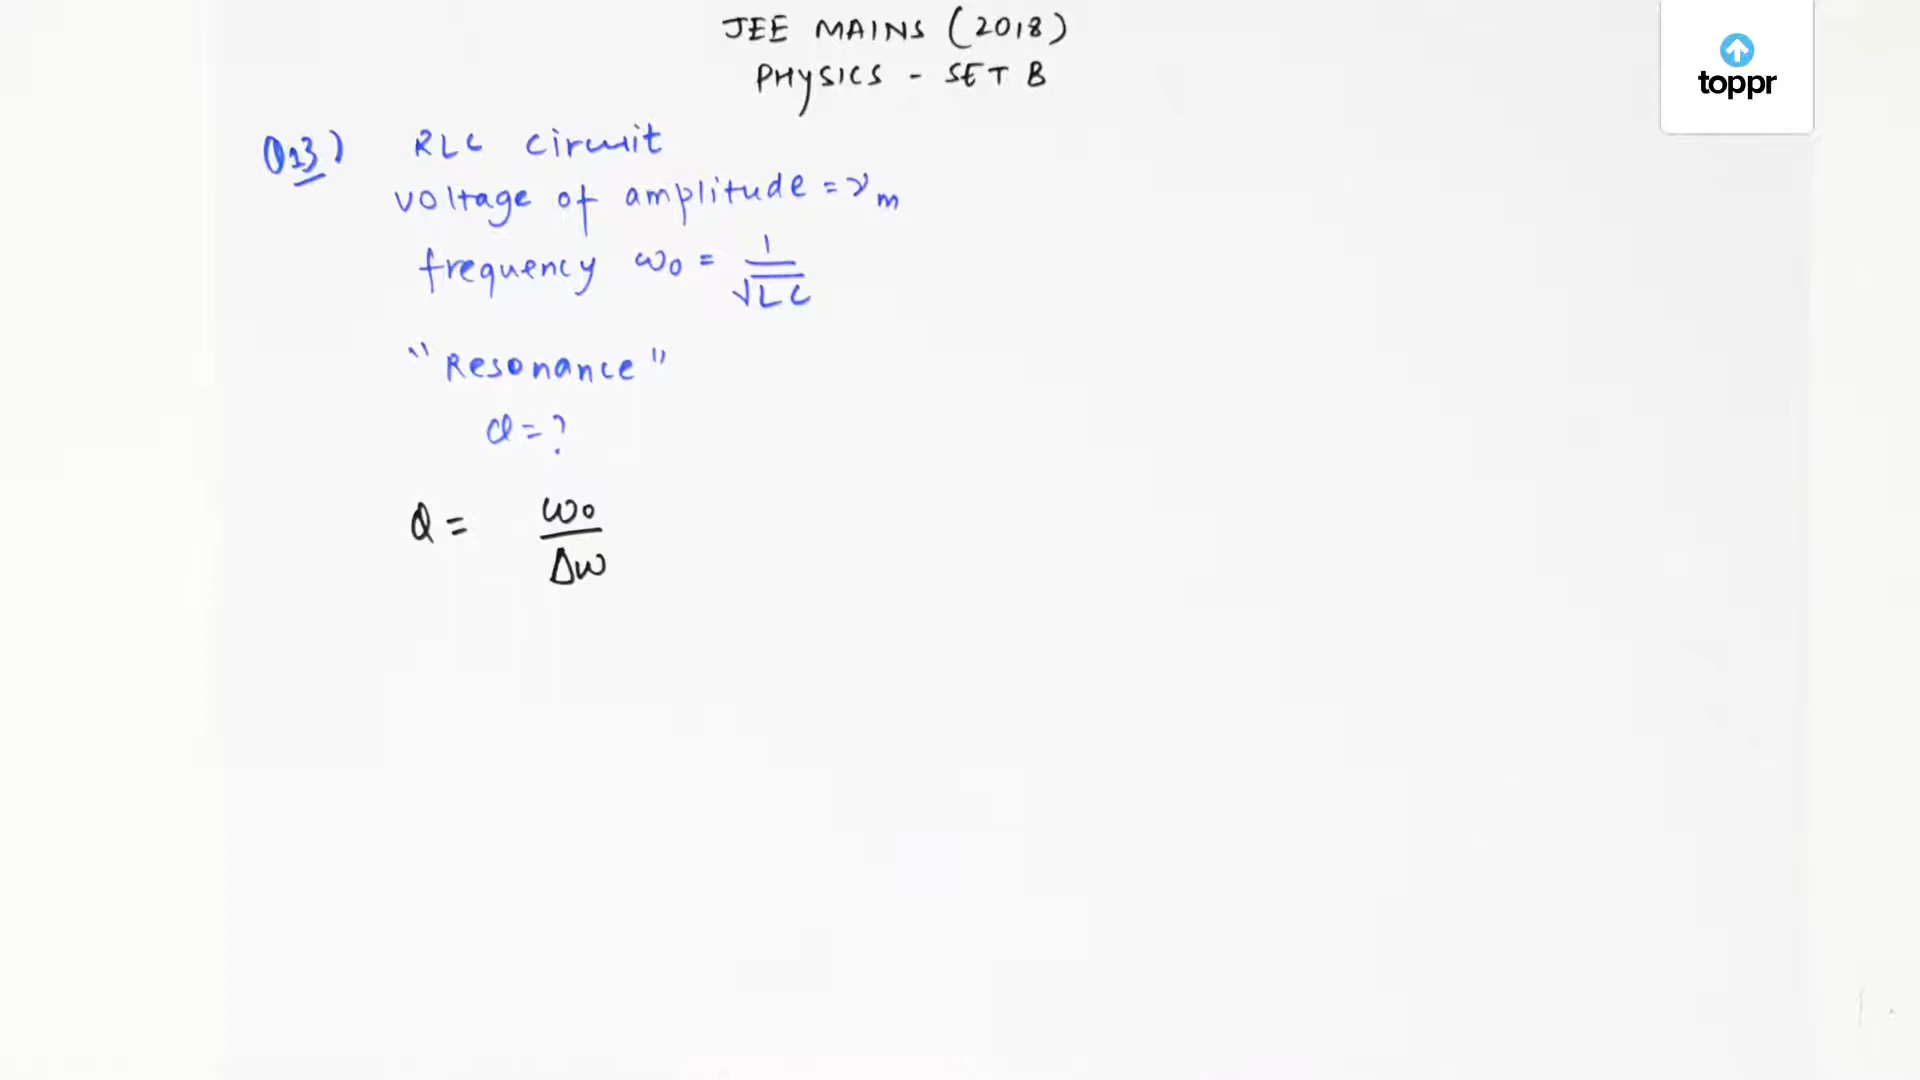 JEE MAINS (2018)
PHYSICS - SET B
toppr
Q13) RLC circuit
voltage of amplitude = νm
frequency ω0 = 1/√LC
"Resonance"
Q = ?
Q = ω0/Δω